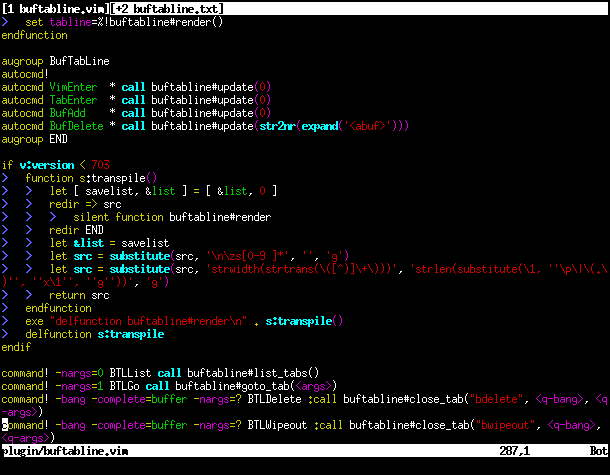 [1 buftabline.vim][+2 buftabline.txt]
>   set tabline=%!buftabline#render()
endfunction
augroup BufTabLine
autocmd!
autocmd VimEnter  * call buftabline#update(0)
autocmd TabEnter  * call buftabline#update(0)
autocmd BufAdd    * call buftabline#update(0)
autocmd BufDelete * call buftabline#update(str2nr(expand('<abuf>')))
augroup END
if v:version < 703
>   function s:transpile()
>   >   let [ savelist, &list ] = [ &list, 0 ]
>   >   redir => src
>   >   >   silent function buftabline#render
>   >   redir END
>   >   let &list = savelist
>   >   let src = substitute(src, '\n\zs[0-9 ]*', '', 'g')
>   >   let src = substitute(src, 'strwidth(strtrans(\([^)]\+\)))', 'strlen(substitute(\1, ''\p\|\(.\
)'', ''x\1'', ''g''))', 'g')
>   >   return src
>   endfunction
>   exe "delfunction buftabline#render\n" . s:transpile()
>   delfunction s:transpile
endif
command! -nargs=0 BTLList call buftabline#list_tabs()
command! -nargs=1 BTLGo call buftabline#goto_tab(<args>)
command! -bang -complete=buffer -nargs=? BTLDelete :call buftabline#close_tab("bdelete", <q-bang>, <q
-args>)
command! -bang -complete=buffer -nargs=? BTLWipeout :call buftabline#close_tab("bwipeout", <q-bang>,
<q-args>)
plugin/buftabline.vim 287,1 Bot